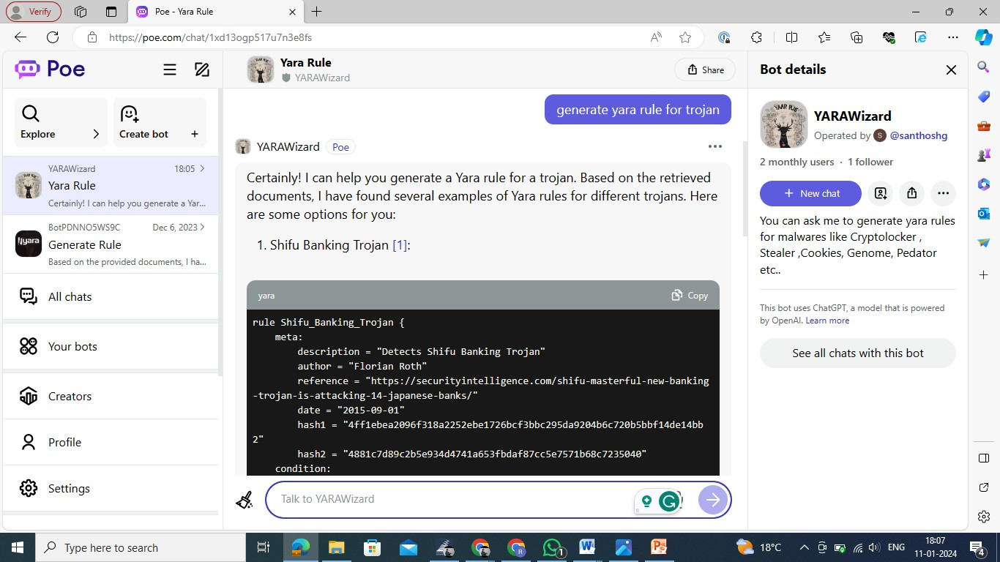 Verify
Poe - Yara Rule
https://poe.com/chat/1xd13ogp517u7n3e8fs
Poe
Explore
Create bot
YARAWizard 18:05
Yara Rule
Certainly! I can help you generate a Yar...
BotPDNNO5WS9C Dec 6, 2023
Generate Rule
Based on the provided documents, I ha...
All chats
Your bots
Creators
Profile
Settings
Yara Rule
YARAWizard
Share
generate yara rule for trojan
YARAWizard Poe
Certainly! I can help you generate a Yara rule for a trojan. Based on the retrieved
documents, I have found several examples of Yara rules for different trojans. Here
are some options for you:
1. Shifu Banking Trojan [1]:
yara Copy
rule Shifu_Banking_Trojan {
meta:
description = "Detects Shifu Banking Trojan"
author = "Florian Roth"
reference = "https://securityintelligence.com/shifu-masterful-new-banking
-trojan-is-attacking-14-japanese-banks/"
date = "2015-09-01"
hash1 = "4ff1ebea2096f318a2252ebe1726bcf3bbc295da9204b6c720b5bbf14de14bb
2"
hash2 = "4881c7d89c2b5e934d4741a653fbdaf87cc5e7571b68c7235040"
condition:
Talk to YARAWizard
Bot details
YARAWizard
Operated by S @santhoshg
2 monthly users · 1 follower
New chat
You can ask me to generate yara rules
for malwares like Cryptolocker ,
Stealer ,Cookies, Genome, Pedator
etc..
This bot uses ChatGPT, a model that is powered
by OpenAI. Learn more
See all chats with this bot
Type here to search
18°C
ENG
18:07
11-01-2024